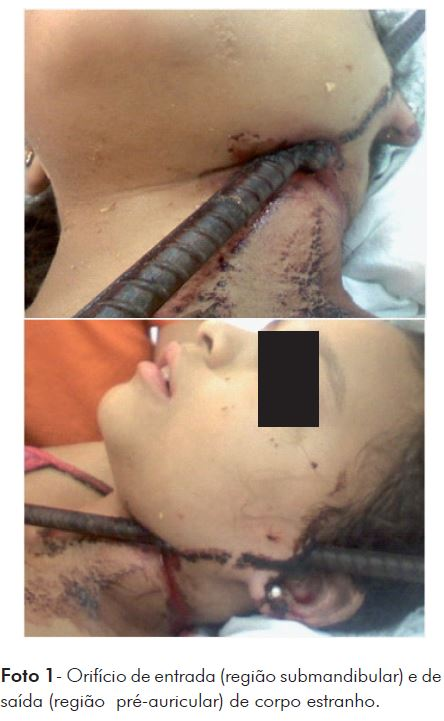 Foto 1- Orifício de entrada (região submandibular) e de
saída (região pré-auricular) de corpo estranho.